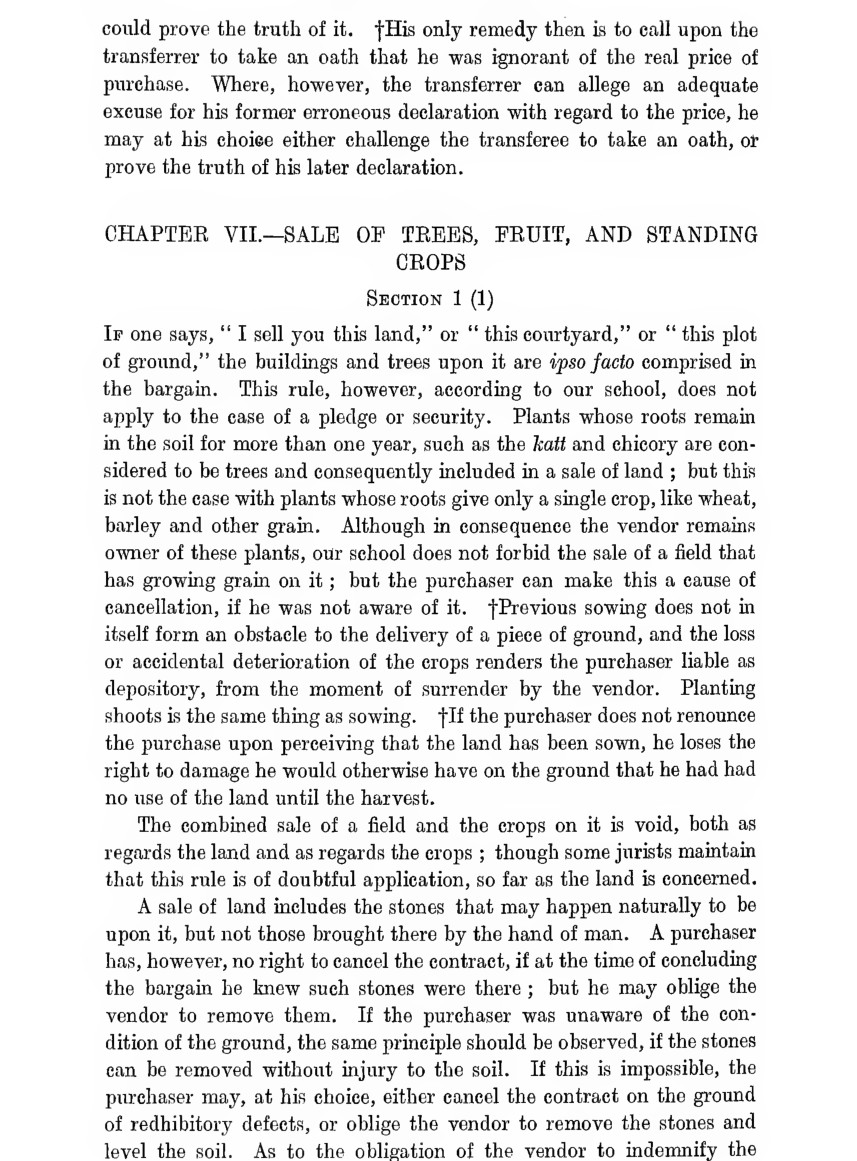 could prove the truth of it. †His only remedy then is to call upon the
transferrer to take an oath that he was ignorant of the real price of
purchase. Where, however, the transferrer can allege an adequate
excuse for his former erroneous declaration with regard to the price, he
may at his choice either challenge the transferee to take an oath, or
prove the truth of his later declaration.
CHAPTER VII.—SALE OF TREES, FRUIT, AND STANDING
CROPS
SECTION 1 (1)
IF one says, “ I sell you this land,” or “ this courtyard,” or “ this plot
of ground,” the buildings and trees upon it are ipso facto comprised in
the bargain. This rule, however, according to our school, does not
apply to the case of a pledge or security. Plants whose roots remain
in the soil for more than one year, such as the katt and chicory are con-
sidered to be trees and consequently included in a sale of land ; but this
is not the case with plants whose roots give only a single crop, like wheat,
barley and other grain. Although in consequence the vendor remains
owner of these plants, our school does not forbid the sale of a field that
has growing grain on it ; but the purchaser can make this a cause of
cancellation, if he was not aware of it. †Previous sowing does not in
itself form an obstacle to the delivery of a piece of ground, and the loss
or accidental deterioration of the crops renders the purchaser liable as
depository, from the moment of surrender by the vendor. Planting
shoots is the same thing as sowing. †If the purchaser does not renounce
the purchase upon perceiving that the land has been sown, he loses the
right to damage he would otherwise have on the ground that he had had
no use of the land until the harvest.
The combined sale of a field and the crops on it is void, both as
regards the land and as regards the crops ; though some jurists maintain
that this rule is of doubtful application, so far as the land is concerned.
A sale of land includes the stones that may happen naturally to be
upon it, but not those brought there by the hand of man. A purchaser
has, however, no right to cancel the contract, if at the time of concluding
the bargain he knew such stones were there ; but he may oblige the
vendor to remove them. If the purchaser was unaware of the con-
dition of the ground, the same principle should be observed, if the stones
can be removed without injury to the soil. If this is impossible, the
purchaser may, at his choice, either cancel the contract on the ground
of redhibitory defects, or oblige the vendor to remove the stones and
level the soil. As to the obligation of the vendor to indemnify the